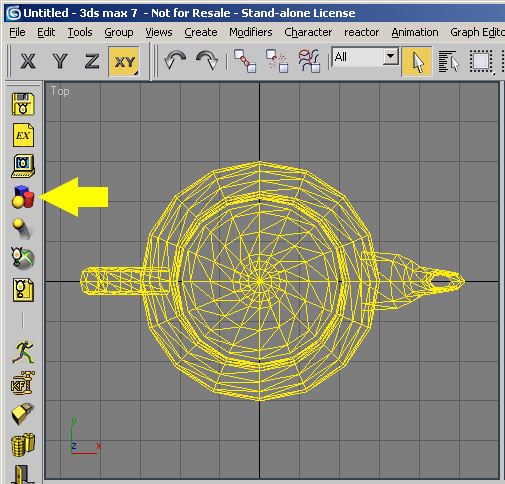 Untitled - 3ds max 7 - Not for Resale - Stand-alone License
File Edit Tools Group Views Create Modifiers Character reactor Animation Graph Edito
X Y Z XY All
Top
EX
KFI
y
z x